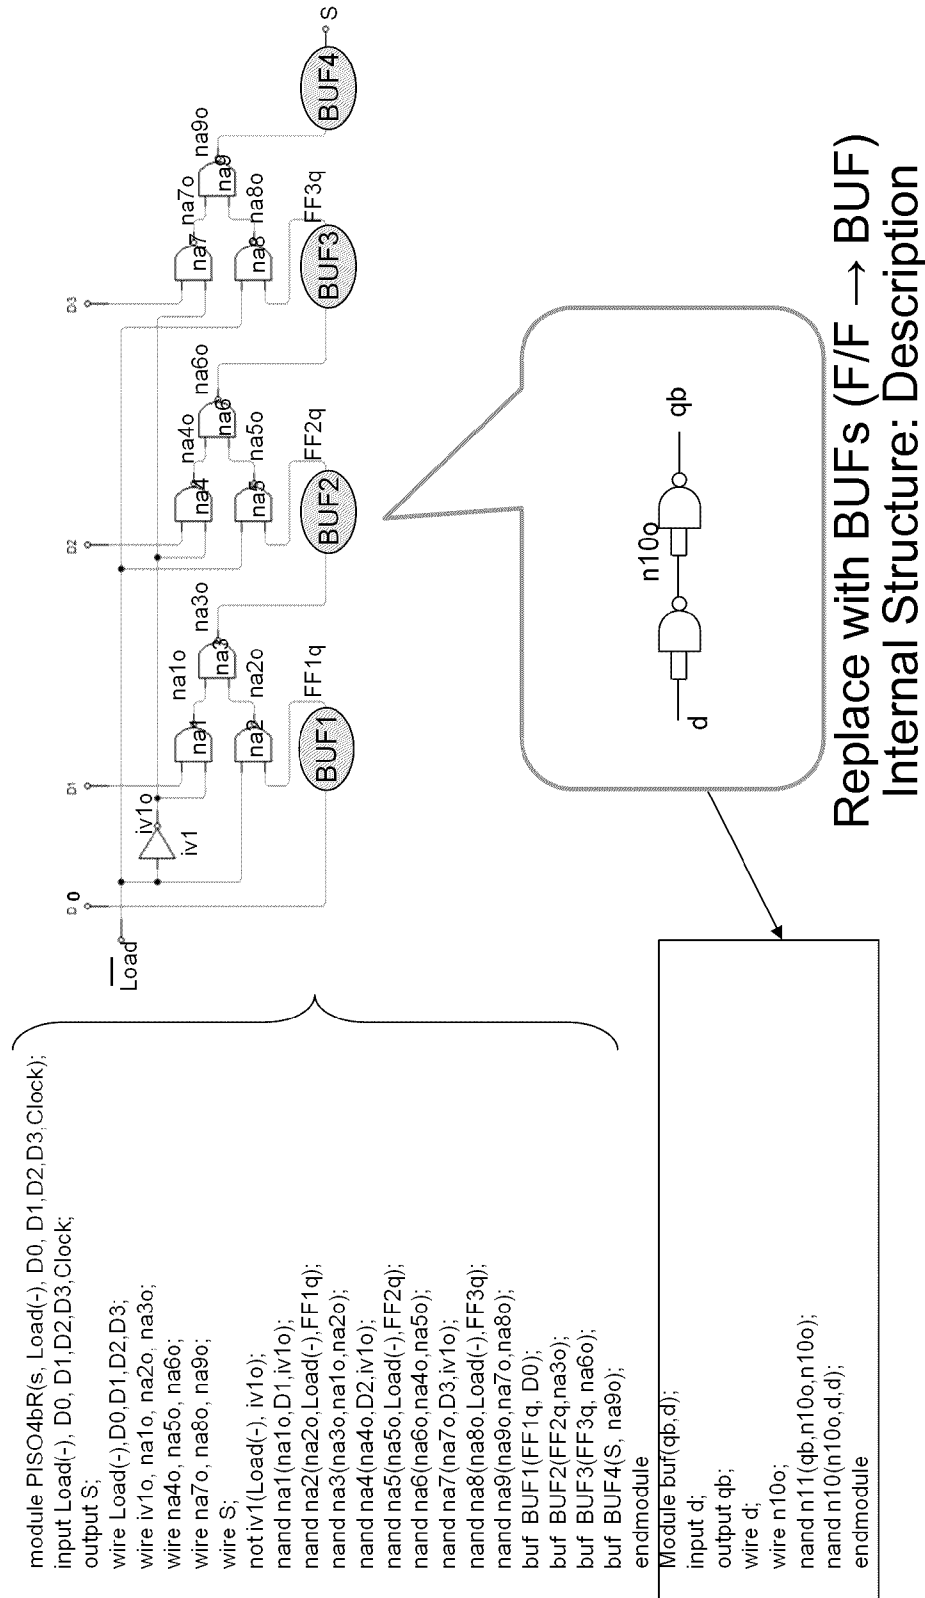 module PISO4bR(s, Load(-), D0, D1,D2,D3,Clock);
input Load(-), D0, D1,D2,D3,Clock;
output S;
wire Load(-),D0,D1,D2,D3;
wire iv1o, na1o, na2o, na3o;
wire na4o, na5o, na6o;
wire na7o, na8o, na9o;
wire S;
not iv1(Load(-), iv1o);
nand na1(na1o,D1,iv1o);
nand na2(na2o,Load(-),FF1q);
nand na3(na3o,na1o,na2o);
nand na4(na4o,D2,iv1o);
nand na5(na5o,Load(-),FF2q);
nand na6(na6o,na4o,na5o);
nand na7(na7o,D3,iv1o);
nand na8(na8o,Load(-),FF3q);
nand na9(na9o,na7o,na8o);
buf BUF1(FF1q, D0);
buf BUF2(FF2q,na3o);
buf BUF3(FF3q, na6o);
buf BUF4(S, na9o);
endmodule
Module buf(qb,d);
input d;
output qb;
wire d;
wire n10o;
nand n11(qb,n10o,n10o);
nand n10(n10o,d,d);
endmodule
Load
D 0
D1
D2
D3
iv1o
iv1
na1o
na1
na2o
na2
na3o
na3
FF1q
BUF1
na4o
na4
na5o
na5
na6o
na6
FF2q
BUF2
na7o
na7
na8o
na8
na9o
na9
FF3q
BUF3
BUF4
S
d
n10o
qb
Replace with BUFs (F/F → BUF)
Internal Structure: Description